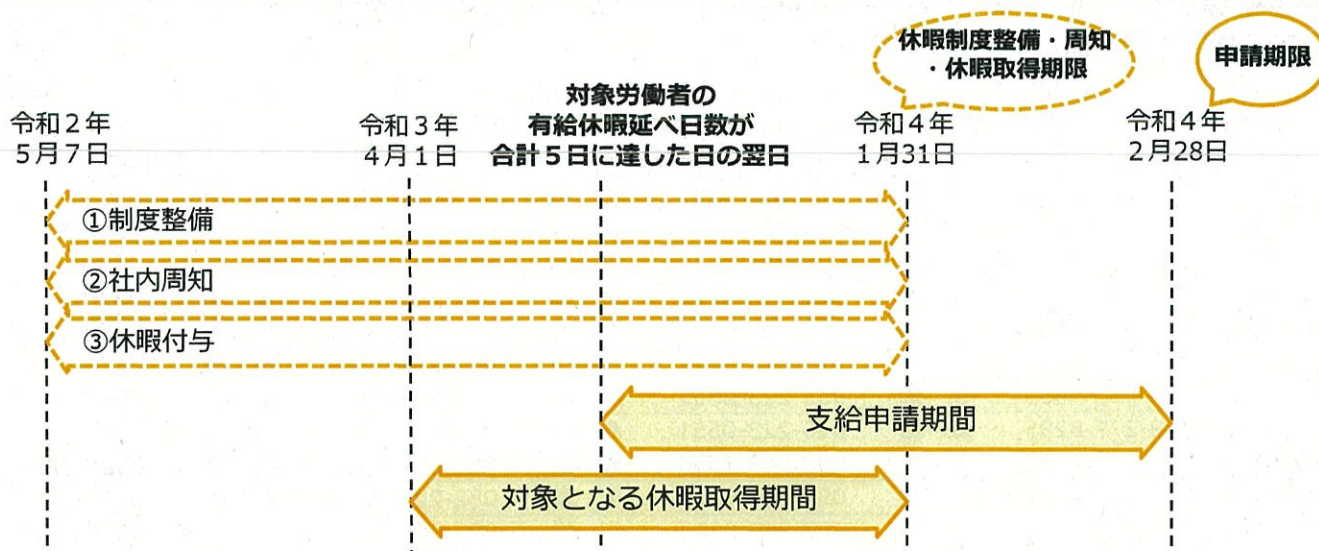 休暇制度整備・周知
・休暇取得期限
申請期限
令和2年
5月7日
令和3年
4月1日
対象労働者の
有給休暇延べ日数が
合計5日に達した日の翌日
令和4年
1月31日
令和4年
2月28日
①制度整備
②社内周知
③休暇付与
支給申請期間
対象となる休暇取得期間